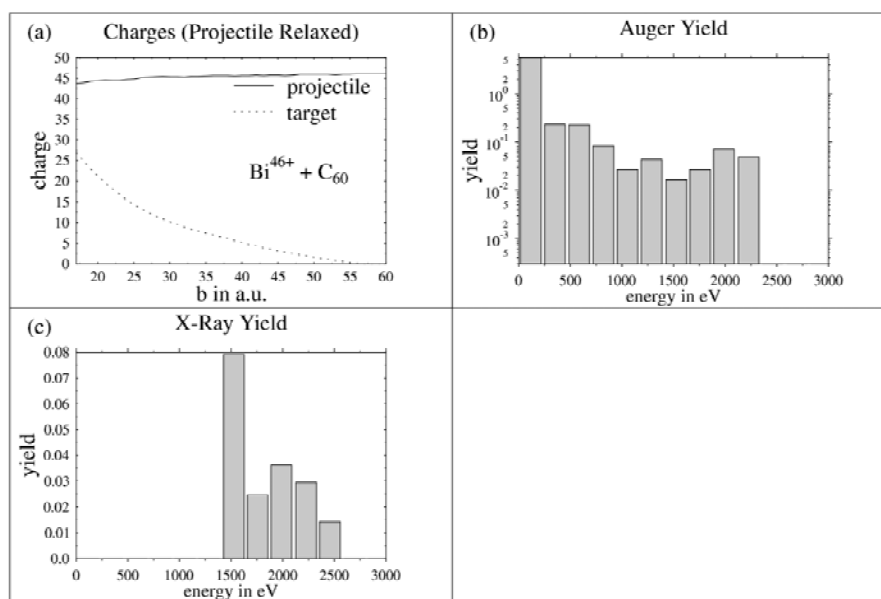 (a) Charges (Projectile Relaxed)
50
45
40
35
30
25
20
15
10
5
0
charge
projectile
target
Bi⁴⁶⁺ + C₆₀
20 25 30 35 40 45 50 55 60
b in a.u.
(b) Auger Yield
5
10⁰
5
2
10⁻¹
5
2
10⁻²
5
2
10⁻³
yield
0 500 1000 1500 2000 2500 3000
energy in eV
(c) X-Ray Yield
0.08
0.07
0.06
0.05
0.04
0.03
0.02
0.01
0.0
yield
0 500 1000 1500 2000 2500 3000
energy in eV